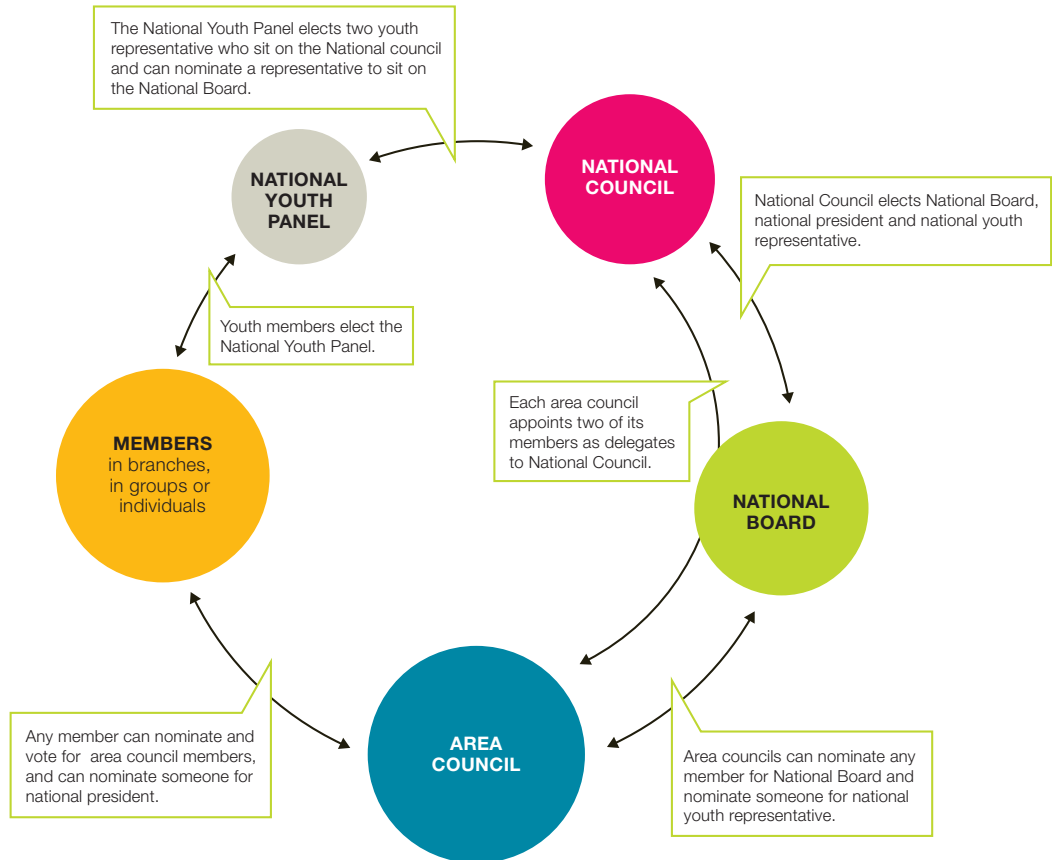 The National Youth Panel elects two youth
representative who sit on the National council
and can nominate a representative to sit on
the National Board.
NATIONAL
YOUTH
PANEL
NATIONAL
COUNCIL
National Council elects National Board,
national president and national youth
representative.
Youth members elect the
National Youth Panel.
MEMBERS
in branches,
in groups or
individuals
Each area council
appoints two of its
members as delegates
to National Council.
NATIONAL
BOARD
Any member can nominate and
vote for area council members,
and can nominate someone for
national president.
AREA
COUNCIL
Area councils can nominate any
member for National Board and
nominate someone for national
youth representative.